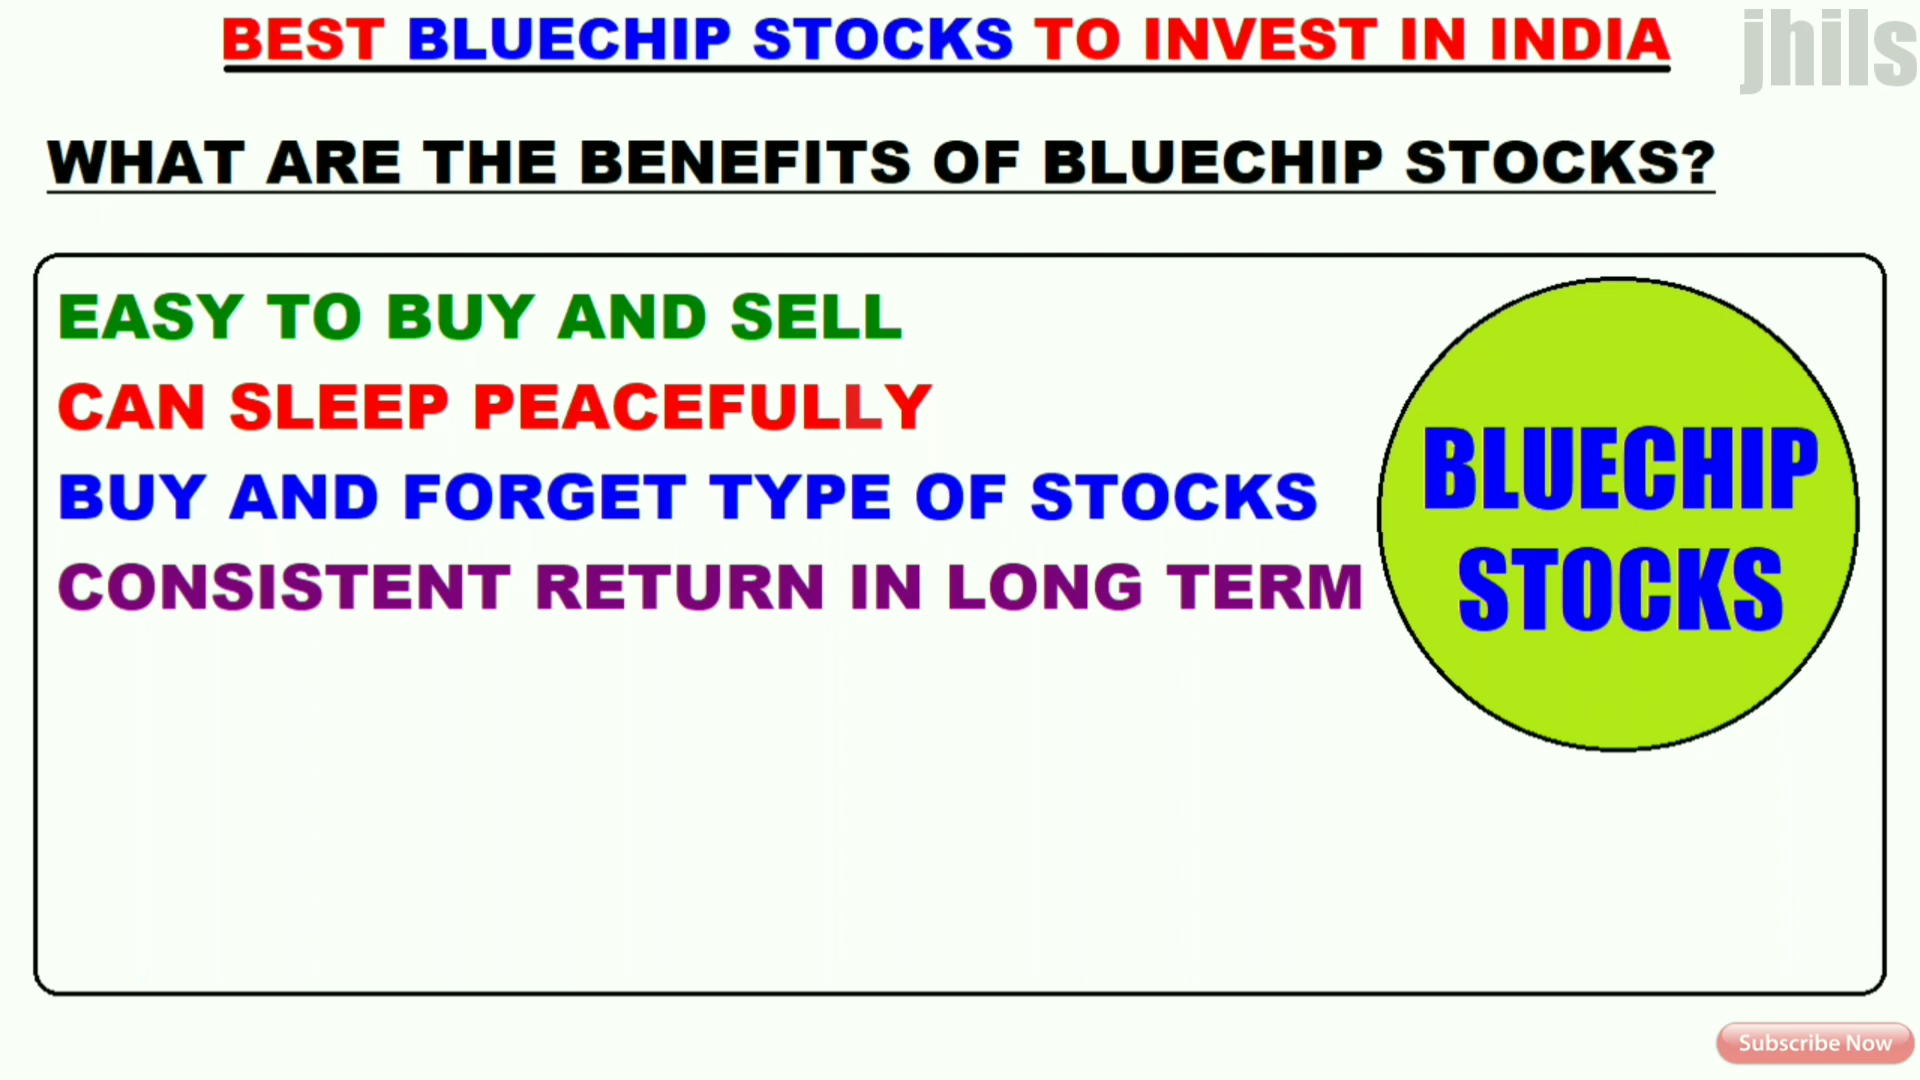 BEST BLUECHIP STOCKS TO INVEST IN INDIA
jhils
WHAT ARE THE BENEFITS OF BLUECHIP STOCKS?
EASY TO BUY AND SELL
CAN SLEEP PEACEFULLY
BUY AND FORGET TYPE OF STOCKS
CONSISTENT RETURN IN LONG TERM
BLUECHIP
STOCKS
Subscribe Now